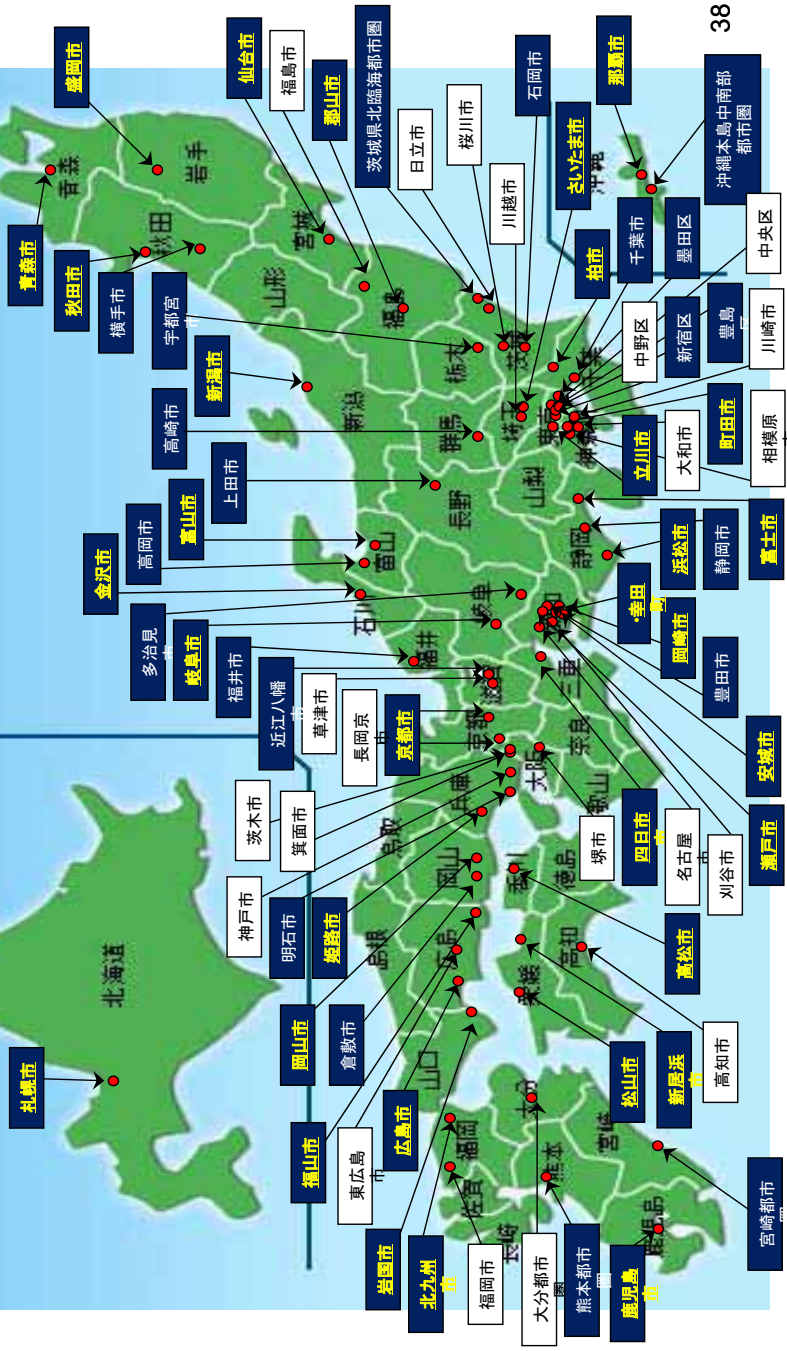 札幌市
北海道
青森市
青森
盛岡市
岩手
秋田市
秋田
横手市
仙台市
宮城
山形
福島市
郡山市
福島
宇都宮市
栃木
新潟市
新潟
高崎市
群馬
上田市
長野
茨城県北臨海都市圏
日立市
桜川市
石岡市
茨城
川越市
さいたま市
埼玉
柏市
千葉市
千葉
墨田区
中央区
中野区
新宿区
豊島区
川崎市
東京
立川市
町田市
大和市
相模原市
山梨
富士市
静岡市
浜松市
静岡
金沢市
石川
高岡市
富山市
富山
多治見市
岐阜市
岐阜
福井市
福井
・幸田町
岡崎市
豊田市
安城市
瀬戸市
刈谷市
名古屋市
四日市市
三重
近江八幡市
草津市
滋賀
長岡京市
京都市
京都
奈良
茨木市
箕面市
堺市
大阪
神戸市
明石市
姫路市
兵庫
鳥取
島根
岡山市
倉敷市
岡山
福山市
東広島市
広島市
広島
岩国市
山口
高松市
香川
徳島
松山市
新居浜市
愛媛
高知市
高知
北九州市
福岡市
福岡
佐賀
長崎
大分都市圏
大分
熊本都市圏
熊本
宮崎都市圏
宮崎
鹿児島市
鹿児島
那覇市
沖縄本島中南部
都市圏
沖縄
38